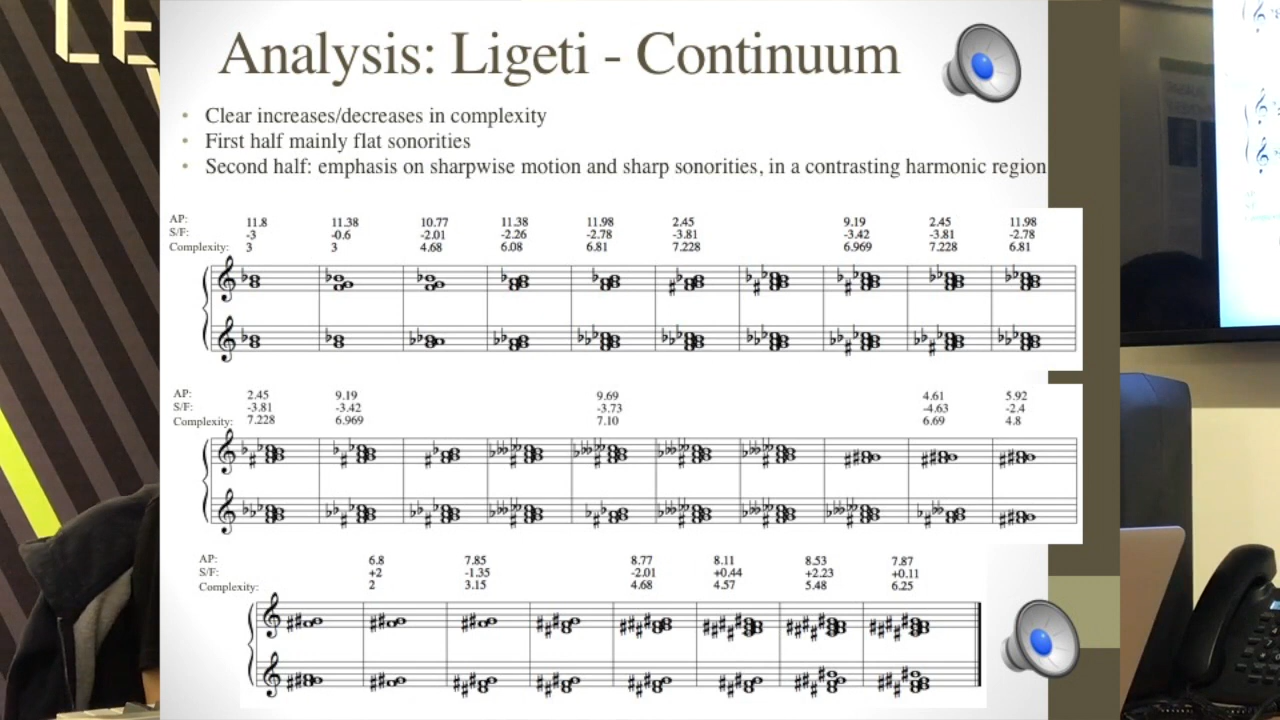 LE
Analysis: Ligeti - Continuum
• Clear increases/decreases in complexity
• First half mainly flat sonorities
• Second half: emphasis on sharpwise motion and sharp sonorities, in a contrasting harmonic region
AP: 11.8 11.38 10.77 11.38 11.98 2.45 9.19 2.45 11.98
S/F: -3 -0.6 -2.01 -2.26 -2.78 -3.81 -3.42 -3.81 -2.78
Complexity: 3 3 4.68 6.08 6.81 7.228 6.969 7.228 6.81
AP: 2.45 9.19 9.69 4.61 5.92
S/F: -3.81 -3.42 -3.73 -4.63 -2.4
Complexity: 7.228 6.969 7.10 6.69 4.8
AP: 6.8 7.85 8.77 8.11 8.53 7.87
S/F: +2 -1.35 -2.01 +0.44 +2.23 +0.11
Complexity: 2 3.15 4.68 4.57 5.48 6.25